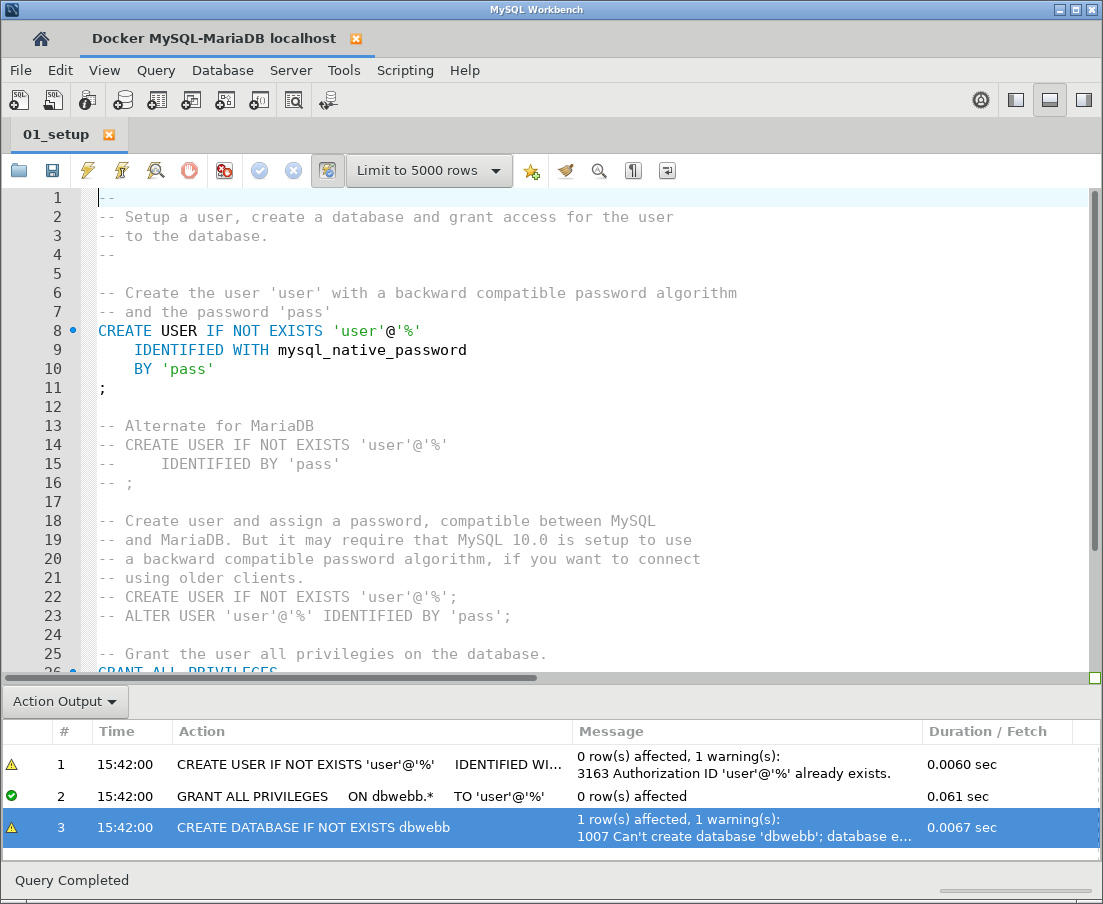 MySQL Workbench
Docker MySQL-MariaDB localhost
File Edit View Query Database Server Tools Scripting Help
SQL SQL
01_setup
Limit to 5000 rows
1 --
2 -- Setup a user, create a database and grant access for the user
3 -- to the database.
4 --
5
6 -- Create the user 'user' with a backward compatible password algorithm
7 -- and the password 'pass'
8 CREATE USER IF NOT EXISTS 'user'@'%'
9     IDENTIFIED WITH mysql_native_password
10     BY 'pass'
11 ;
12
13 -- Alternate for MariaDB
14 -- CREATE USER IF NOT EXISTS 'user'@'%'
15 --     IDENTIFIED BY 'pass'
16 -- ;
17
18 -- Create user and assign a password, compatible between MySQL
19 -- and MariaDB. But it may require that MySQL 10.0 is setup to use
20 -- a backward compatible password algorithm, if you want to connect
21 -- using older clients.
22 -- CREATE USER IF NOT EXISTS 'user'@'%';
23 -- ALTER USER 'user'@'%' IDENTIFIED BY 'pass';
24
25 -- Grant the user all privilegies on the database.
26 GRANT ALL PRIVILEGES
Action Output
# Time Action Message Duration / Fetch
1 15:42:00 CREATE USER IF NOT EXISTS 'user'@'%' IDENTIFIED WI... 0 row(s) affected, 1 warning(s): 0.0060 sec
3163 Authorization ID 'user'@'%' already exists.
2 15:42:00 GRANT ALL PRIVILEGES ON dbwebb.* TO 'user'@'%' 0 row(s) affected 0.061 sec
3 15:42:00 CREATE DATABASE IF NOT EXISTS dbwebb 1 row(s) affected, 1 warning(s): 0.0067 sec
1007 Can't create database 'dbwebb'; database e...
Query Completed